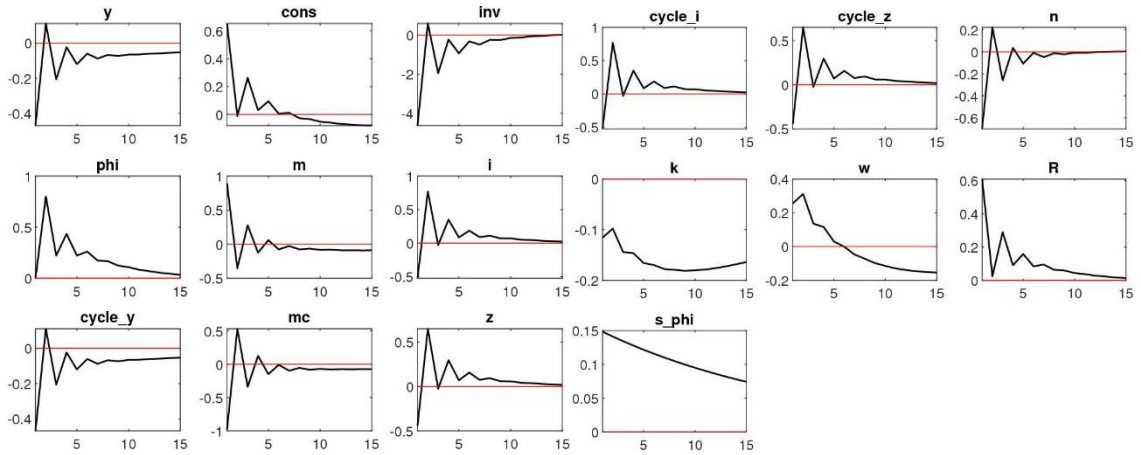 y cons inv cycle_i cycle_z n
0 -0.2 -0.4 5 10 15
0.6 0.4 0.2 0 5 10 15
0 -2 -4 5 10 15
1 0.5 0 -0.5 5 10 15
0.5 0 -0.5 5 10 15
0.2 0 -0.2 -0.4 -0.6 5 10 15
phi m i k w R
1 0.5 0 5 10 15
1 0.5 0 -0.5 5 10 15
1 0.5 0 -0.5 5 10 15
0 -0.1 -0.2 5 10 15
0.4 0.2 0 -0.2 5 10 15
0.6 0.4 0.2 0 5 10 15
cycle_y mc z s_phi
0 -0.2 -0.4 5 10 15
0.5 0 -0.5 -1 5 10 15
0.5 0 -0.5 5 10 15
0.15 0.1 0.05 0 5 10 15